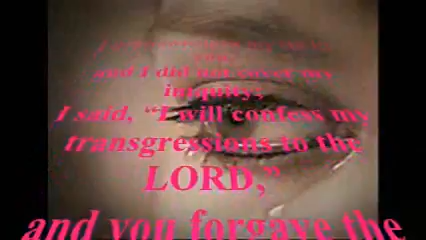 and I did not cover my
iniquity;
I said, “I will confess my
transgressions to the
LORD,”
and you forgave the